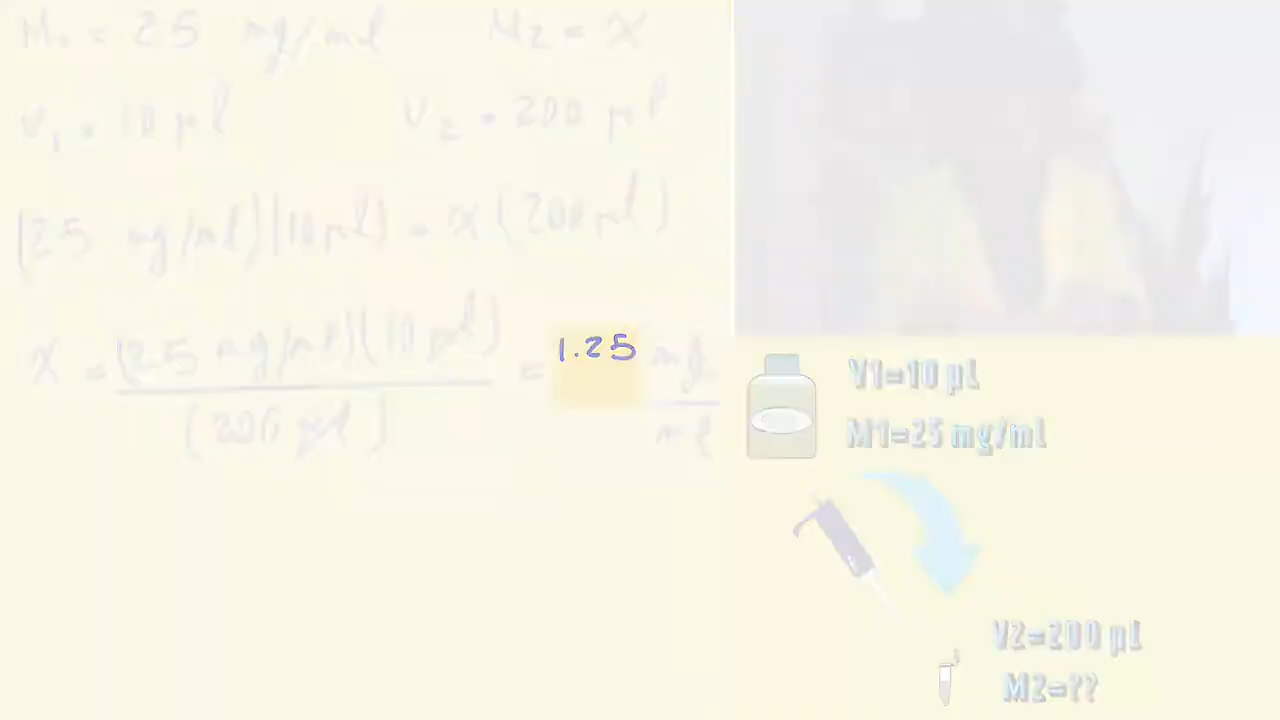 M1 = 25 mg/ml M2 = x
V1 = 10 µl V2 = 200 µl
(25 mg/ml)(10 µl) = x (200 µl)
x = (25 mg/ml)(10 µl) = 1.25 mg
(200 µl) ml
V1=10 µL
M1=25 mg/ml
V2=200 µL
M2=??